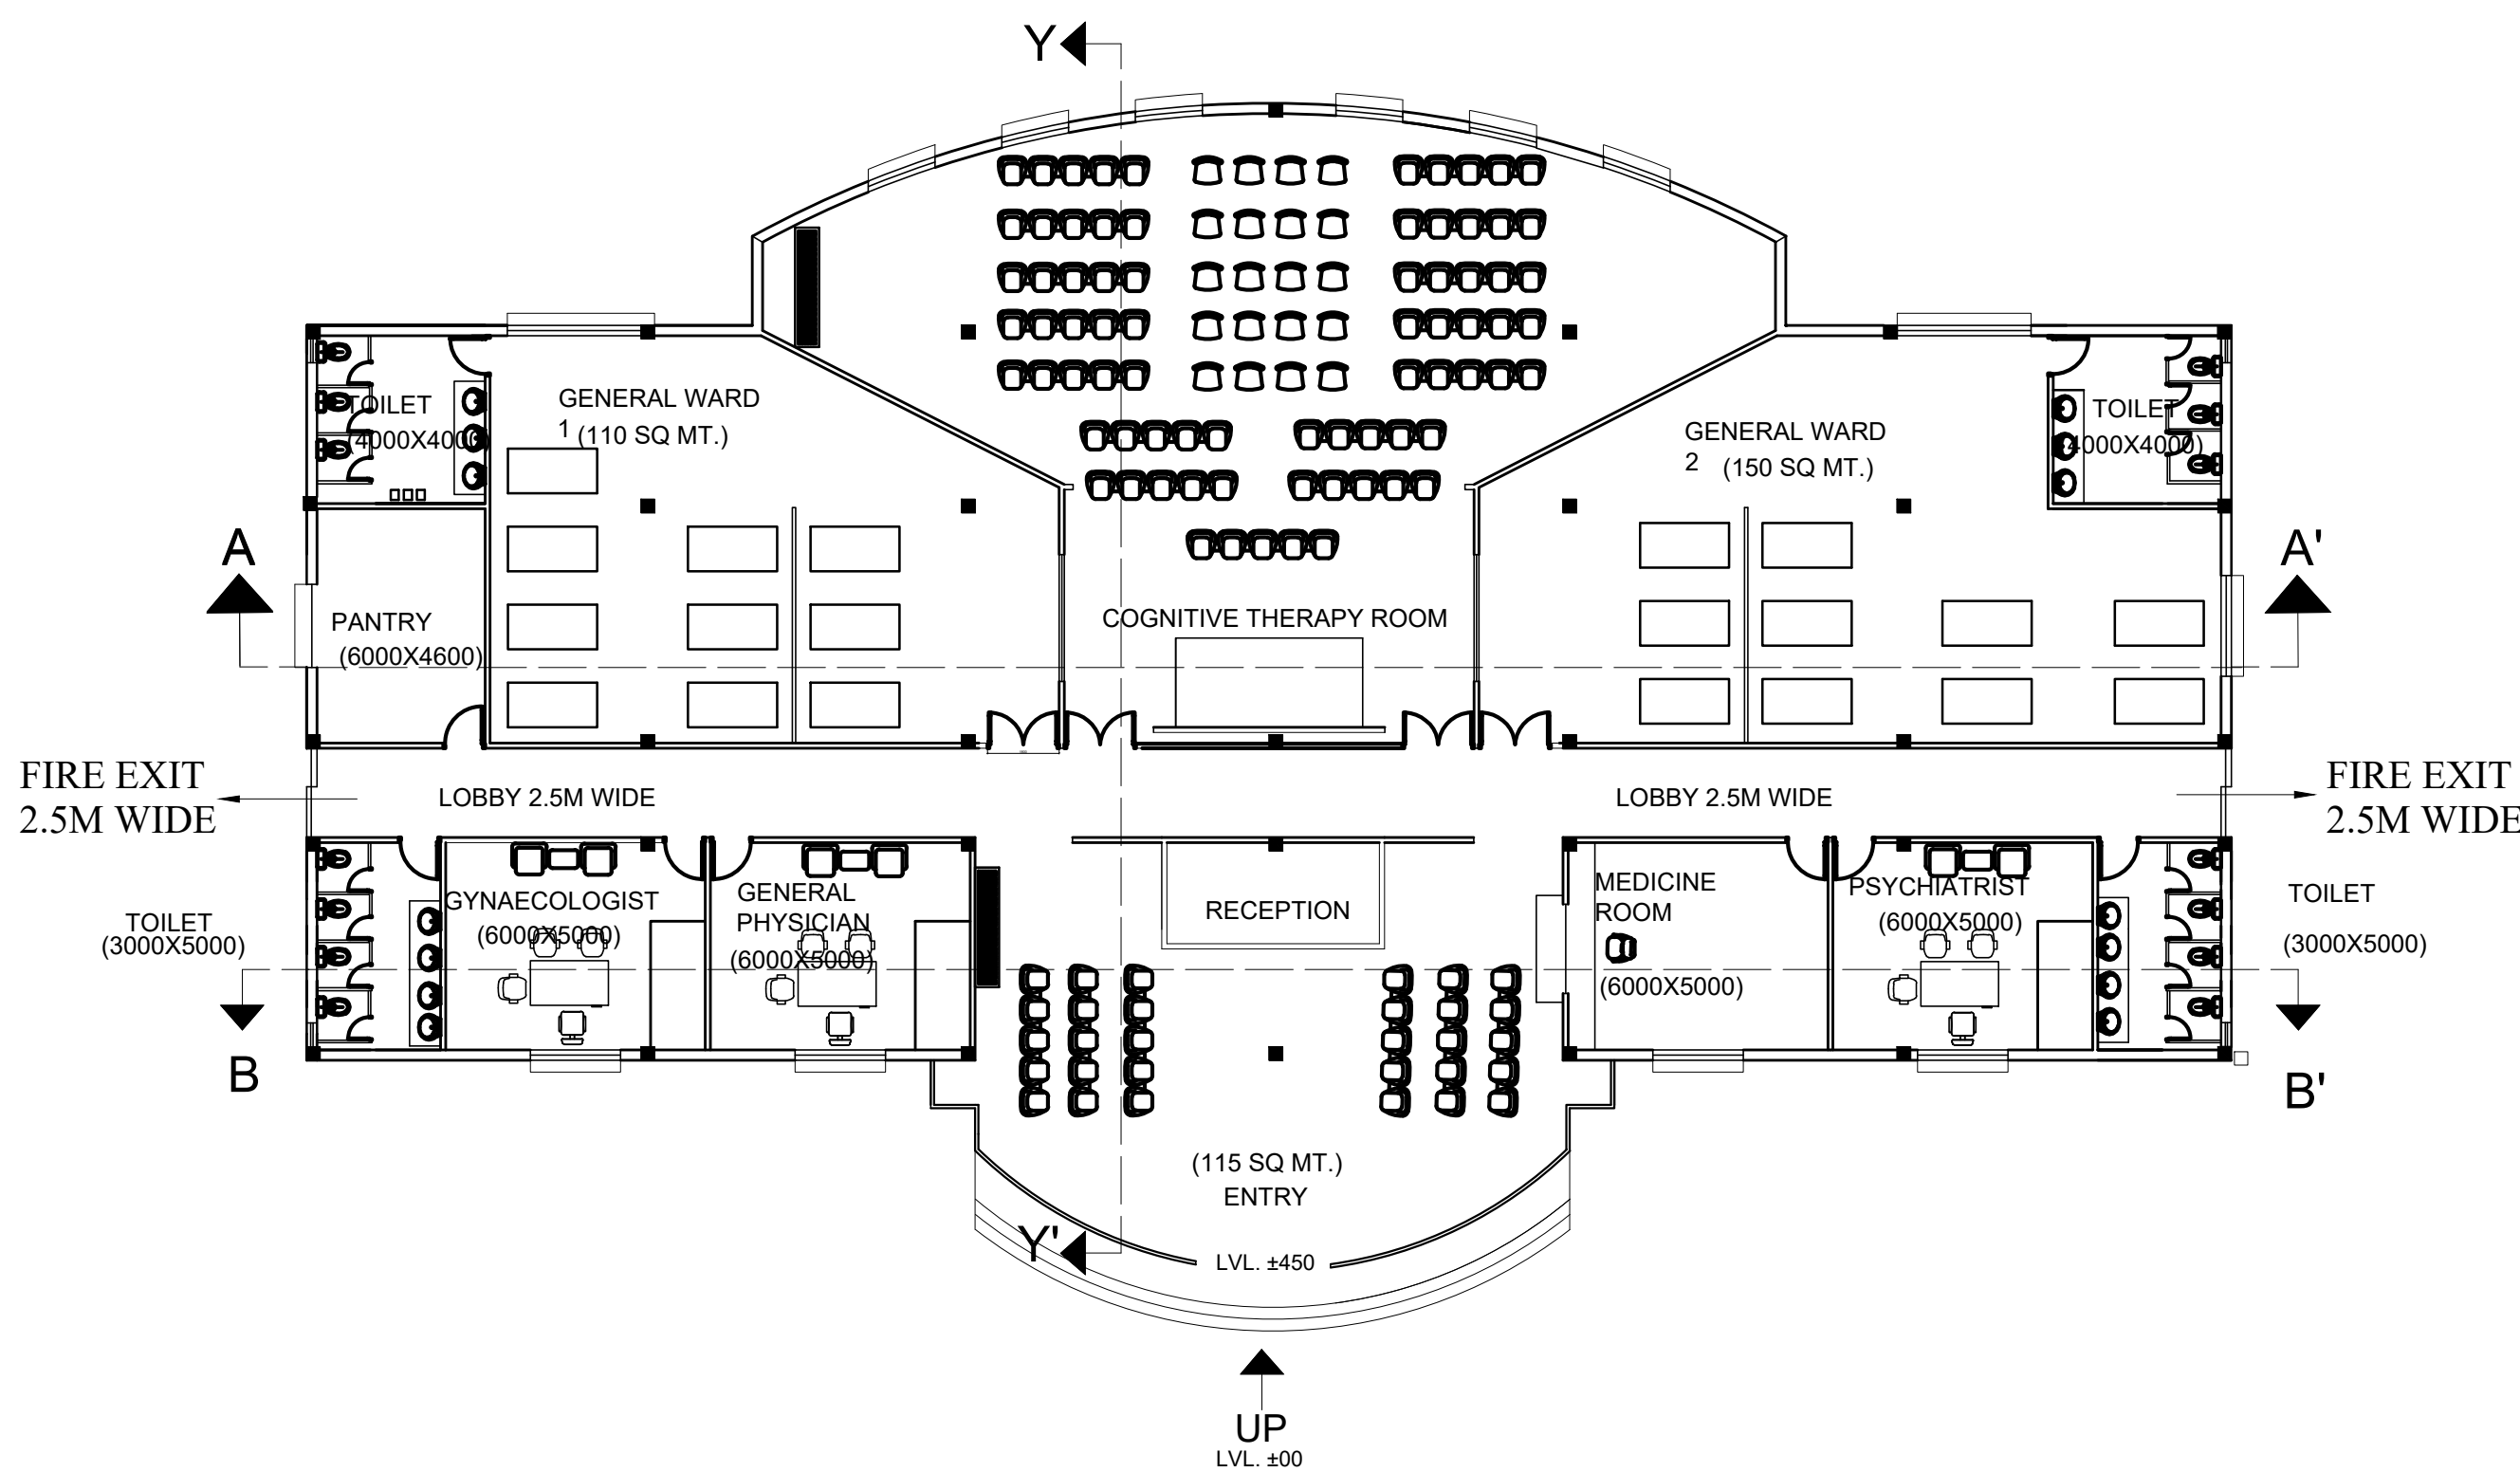 Y
GENERAL WARD
1 (110 SQ MT.)
TOILET
(4000X4000)
GENERAL WARD
2 (150 SQ MT.)
TOILET
(4000X4000)
A
A'
PANTRY
(6000X4600)
COGNITIVE THERAPY ROOM
FIRE EXIT
2.5M WIDE
LOBBY 2.5M WIDE
LOBBY 2.5M WIDE
FIRE EXIT
2.5M WIDE
TOILET
(3000X5000)
GYNAECOLOGIST
(6000X5000)
GENERAL
PHYSICIAN
(6000X5000)
RECEPTION
MEDICINE
ROOM
(6000X5000)
PSYCHIATRIST
(6000X5000)
TOILET
(3000X5000)
B
B'
(115 SQ MT.)
ENTRY
Y'
LVL. ±450
UP
LVL. ±00